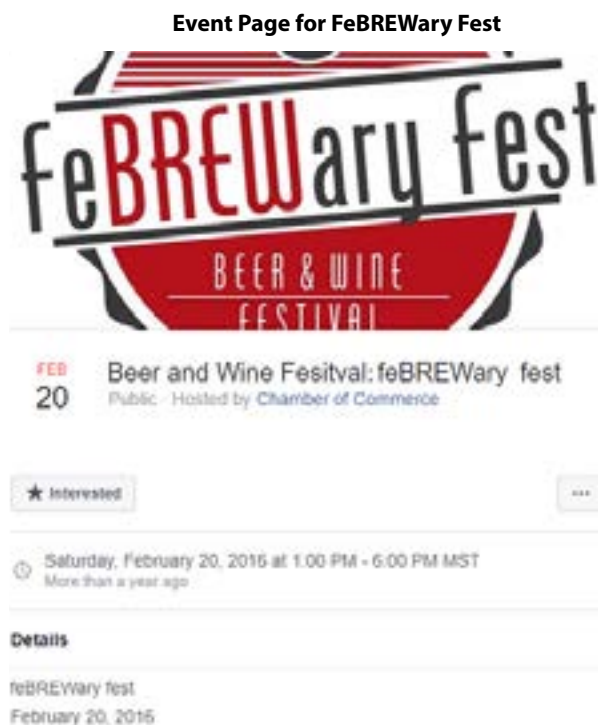 Event Page for FeBREWary Fest
feBREWary fest
BEER & WINE
FESTIVAL
FEB
20
Beer and Wine Fesitval: feBREWary fest
Public · Hosted by Chamber of Commerce
★ Interested
...
Saturday, February 20, 2016 at 1:00 PM - 6:00 PM MST
More than a year ago
Details
feBREWary fest
February 20, 2016